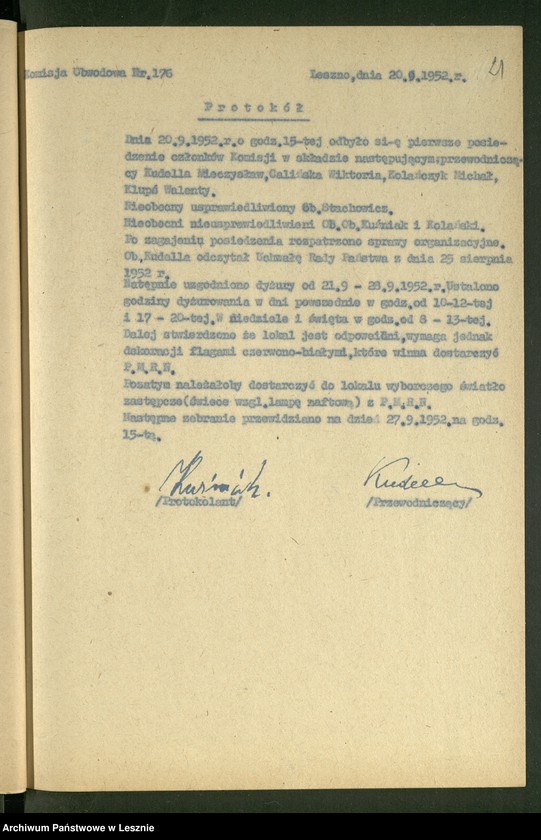 Komisja Obwodowa Nr.176
Leszno,dnia 20.9.1952.r.
21
Protokół
Dnia 20.9.1952.r.o godz.15-tej odbyło się pierwsze posie-
dzenie członków Komisji w składzie następującym:przewodniczą-
cy Kudella Mieczysław,Galińska Wiktoria,Kolańczyk Michał,
Klupś Walenty.
Nieobecny usprawiedliwiony Ob.Stachowicz.
Nieobecni nieusprawiedliwieni OB.Ob.Kuźniak i Kolański.
Po zagajeniu posiedzenia rozpatrzono sprawy organizacyjne.
Ob.Kudella odczytał Uchwałę Rady Państwa z dnia 25 sierpnia
1952 r.
Natępnie uzgodniono dyżury od 21.9 - 28.9.1952.r.Ustalono
godziny dyżurowania w dni powszednie w godz.od 10-12-tej
i 17 - 20-tej.W niedziele i święta w godz.od 8 - 13-tej.
Dalej stwierdzono że lokal jest odpowiedni,wymaga jednak
dekoracji flagami czerwono-białymi,które winna dostarczyć
P.M.R.N.
Pozatym należałoby dostarczyć do lokalu wyborczego światło
zastępcze(świece wzgl.lampę naftową) z P.M.R.N.
Następne zebranie przewidziano na dzień 27.9.1952.na godz.
15-tą.
Kuźniak.
/Protokolant/
Kudella
/Przewodniczący/
Archiwum Państwowe w Lesznie